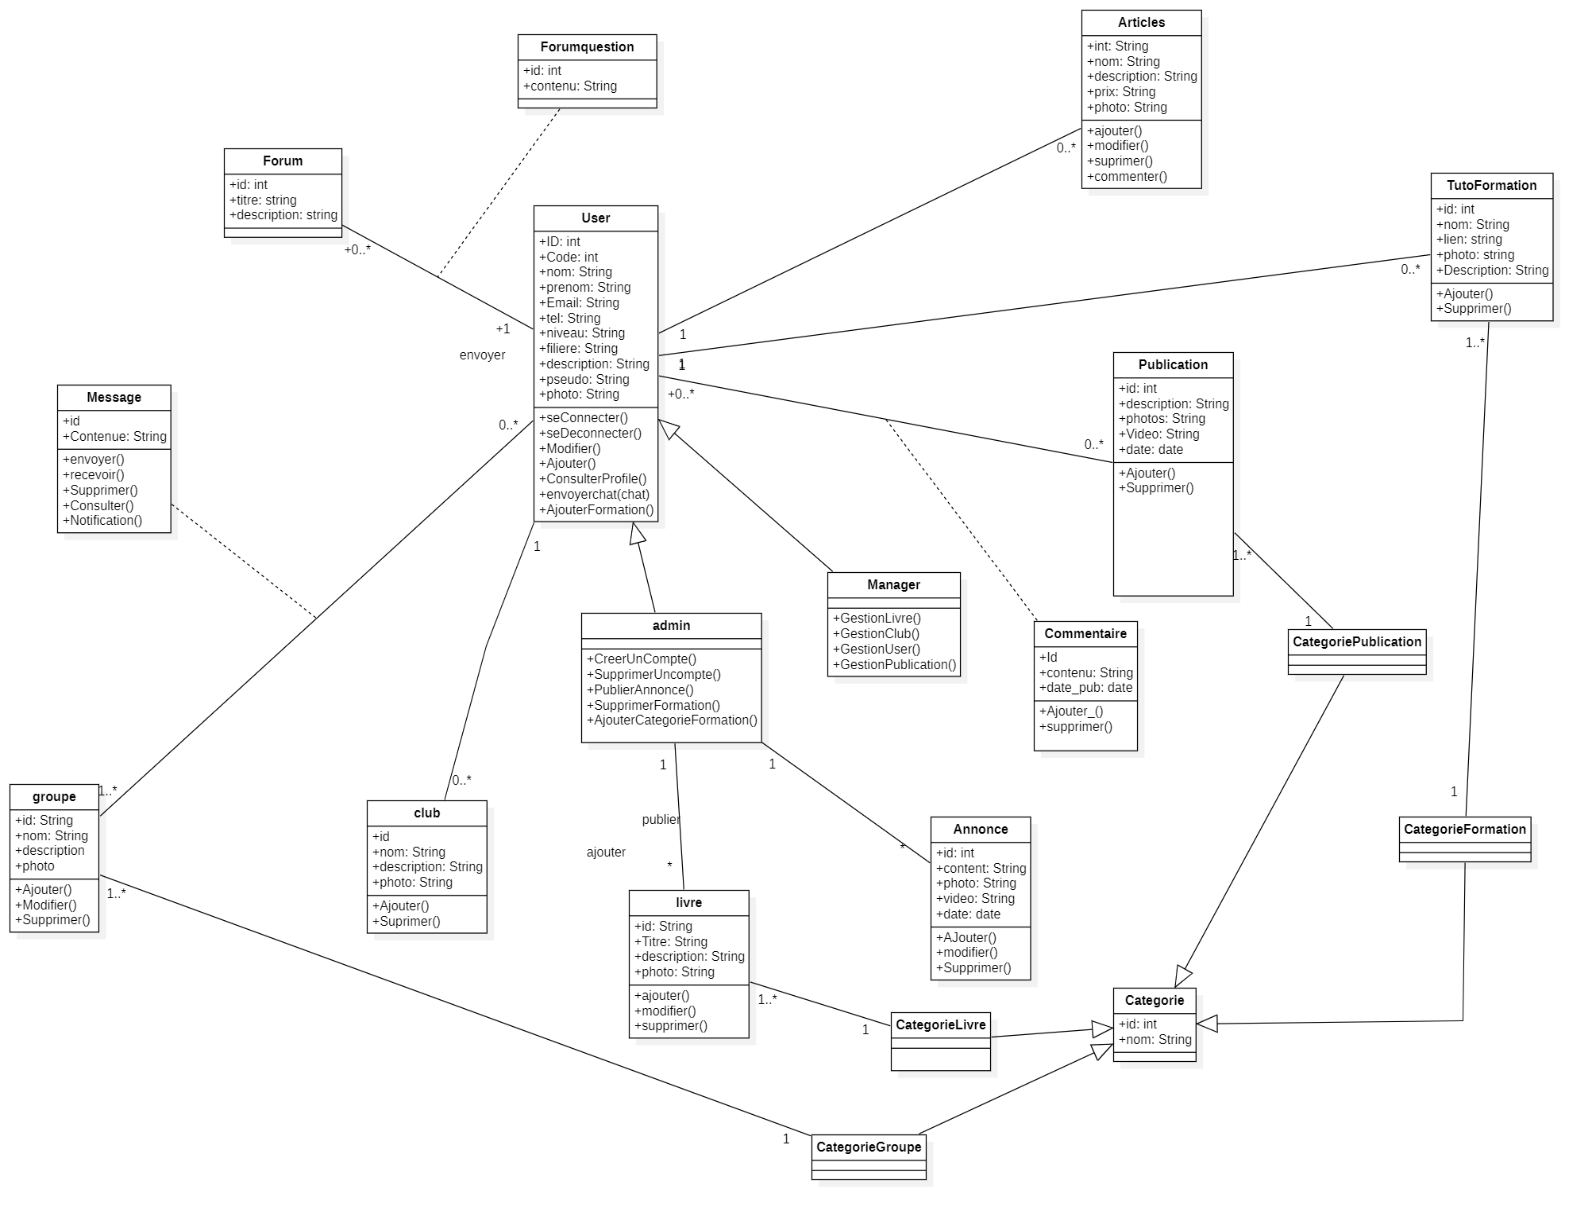 Forumquestion
+id: int
+contenu: String
Articles
+int: String
+nom: String
+description: String
+prix: String
+photo: String
+ajouter()
+modifier()
+suprimer()
+commenter()
0..*
1
Forum
+id: int
+titre: string
+description: string
+0..*
+1
TutoFormation
+id: int
+nom: String
+lien: string
+photo: string
+Description: String
+Ajouter()
+Supprimer()
0..*
1
1..*
User
+ID: int
+Code: int
+nom: String
+prenom: String
+Email: String
+tel: String
+niveau: String
+filiere: String
+description: String
+pseudo: String
+photo: String
+seConnecter()
+seDeconnecter()
+Modifier()
+Ajouter()
+ConsulterProfile()
+envoyerchat(chat)
+AjouterFormation()
envoyer
0..*
1
+0..*
Publication
+id: int
+description: String
+photos: String
+Video: String
+date: date
+Ajouter()
+Supprimer()
0..*
1..*
Message
+id
+Contenue: String
+envoyer()
+recevoir()
+Supprimer()
+Consulter()
+Notification()
Manager
+GestionLivre()
+GestionClub()
+GestionUser()
+GestionPublication()
admin
+CreerUnCompte()
+SupprimerUncompte()
+PublierAnnonce()
+SupprimerFormation()
+AjouterCategorieFormation()
1
1
Commentaire
+Id
+contenu: String
+date_pub: date
+Ajouter_()
+supprimer()
1
CategoriePublication
groupe
+id: String
+nom: String
+description
+photo
+Ajouter()
+Modifier()
+Supprimer()
1..*
1..*
club
+id
+nom: String
+description: String
+photo: String
+Ajouter()
+Suprimer()
0..*
publier
ajouter
*
*
Annonce
+id: int
+content: String
+photo: String
+video: String
+date: date
+AJouter()
+modifier()
+Supprimer()
1
CategorieFormation
livre
+id: String
+Titre: String
+description: String
+photo: String
+ajouter()
+modifier()
+supprimer()
1..*
1
CategorieLivre
Categorie
+id: int
+nom: String
1
CategorieGroupe